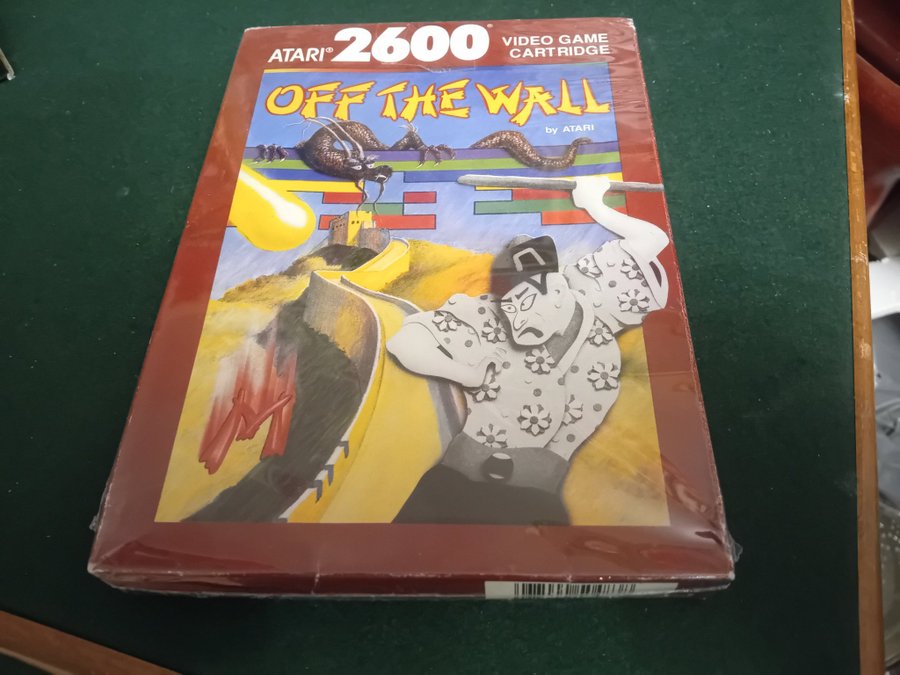 ATARI® 2600® VIDEO GAME
CARTRIDGE
OFF THE WALL
by ATARI